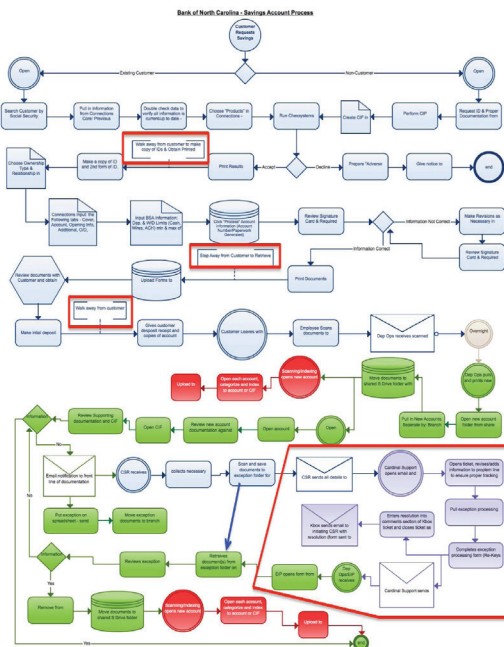 Bank of North Carolina - Savings Account Process
Customer
Requests
Savings
Open
Existing Customer
Non-Customer
Open
Search Customer by
Social Security
Pull in Information
from Connections
Core: Previous
Double check data to
verify all information is
currect/up to date -
Choose "Products" in
Connections -
Run Chexsystems
Create CIF in
Perform CIP
Request ID & Proper
Documentation from
Walk away from customer to make
copy of IDs & Obtain Printed
Choose Ownership
Type &
Relationship in
Make a copy of ID
and 2nd form of ID
Print Results
Accept
Decline
Prepare "Adverse
Give notice to
end
Connections Input: the
Following tabs - Cover,
Account, Opening Info,
Additional, OD,
Input BSA Information:
Dep. & W/D Limits (Cash,
Wires, ACH) min & max of
Click "Process" Account
Information (Account
Number/Paperwork
Generated)
Review Signature
Card & Required
Information Not Correct
Make Revisions as
Necessary in
Information Correct
Review Signature
Card & Required
Step Away from Customer to Retrieve
Review documents with
Customer and obtain
Upload Forms to
Print Documents
Walk away from customer
Make initial deposit
Gives customer
deposit receipt and
copies of account
Customer Leaves with
Employee Scans
documents to
Dep Ops receives scanned
Overnight
Dep Ops pulls
and prints new
Upload to
Open each account,
categorize and index
to account or CIF
Scanning/Indexing
opens new account
Move documents to
shared S Drive folder with
Pull in New Accounts,
Separate by: Branch
Open new folder
from share
Information
Review Supporting
documentation and CIF
Open CIF
Review new account
documentation against
Open account
Open
No
Email notification to front
line of documentation
CSR receives
collects necessary
Scan and save
documents to
exception folder for
CSR sends all details to
Cardinal Support
opens email and
Opens ticket, revises/adds
information to problem line
to ensure proper tracking
Put exception on
spreadsheet - send
Move exception
documents in branch
Kbox sends email to
initiating CSR with
resolution (form sent to
Enters resolution into
comments section of Kbox
ticket and closes ticket as
Pull exception processing
No
Information
Reviews exception
Retrieves
document(s) from
exception folder on
Completes exception
processing form (Re-Keys
EIP opens form from
Dep
Ops/EIP
receives
Cardinal Support sends
Yes
Remove from
Move documents to
shared S Drive folder
Scanning/Indexing
opens new account
Open each account,
categorize and index
to account or CIF
Upload to
Yes
end